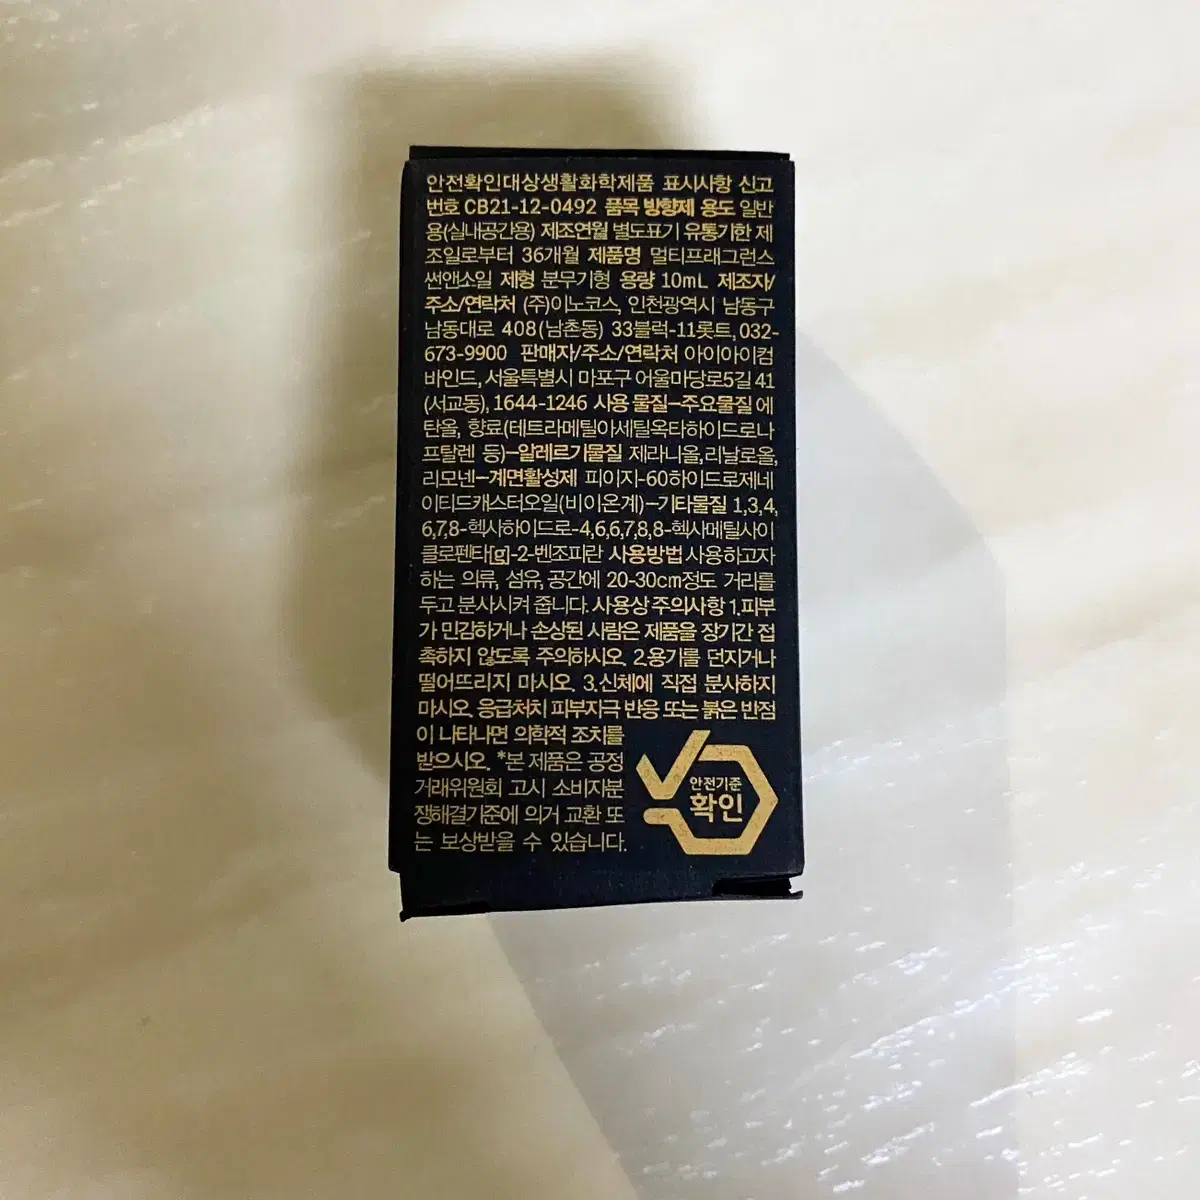 안전확인대상생활화학제품 표시사항 신고
번호 CB21-12-0492 품목 방향제 용도 일반
용(실내공간용) 제조연월 별도표기 유통기한 제
조일로부터 36개월 제품명 멀티프래그런스
썬앤소일 제형 분무기형 용량 10mL 제조자/
주소/연락처 (주)이노코스, 인천광역시 남동구
남동대로 408(남촌동) 33블럭-11롯트, 032-
673-9900 판매자/주소/연락처 아이아이컴
바인드, 서울특별시 마포구 어울마당로5길 41
(서교동), 1644-1246 사용 물질-주요물질 에
탄올, 향료(테트라메틸아세틸옥타하이드로나
프탈렌 등)-알레르기물질 제라니올, 리날로올,
리모넨-계면활성제 피이지-60하이드로제네
이티드캐스터오일(비이온계)-기타물질 1,3,4,
6,7,8-헥사하이드로-4,6,6,7,8,8-헥사메틸사이
클로펜타[g]-2-벤조피란 사용방법 사용하고자
하는 의류, 섬유, 공간에 20-30cm정도 거리를
두고 분사시켜 줍니다. 사용상 주의사항 1.피부
가 민감하거나 손상된 사람은 제품을 장기간 접
촉하지 않도록 주의하시오. 2.용기를 던지거나
떨어뜨리지 마시오. 3.신체에 직접 분사하지
마시오. 응급처치 피부자극 반응 또는 붉은 반점
이 나타나면 의학적 조치를
받으시오. *본 제품은 공정
거래위원회 고시 소비자분
쟁해결기준에 의거 교환 또
는 보상받을 수 있습니다.
안전기준
확인